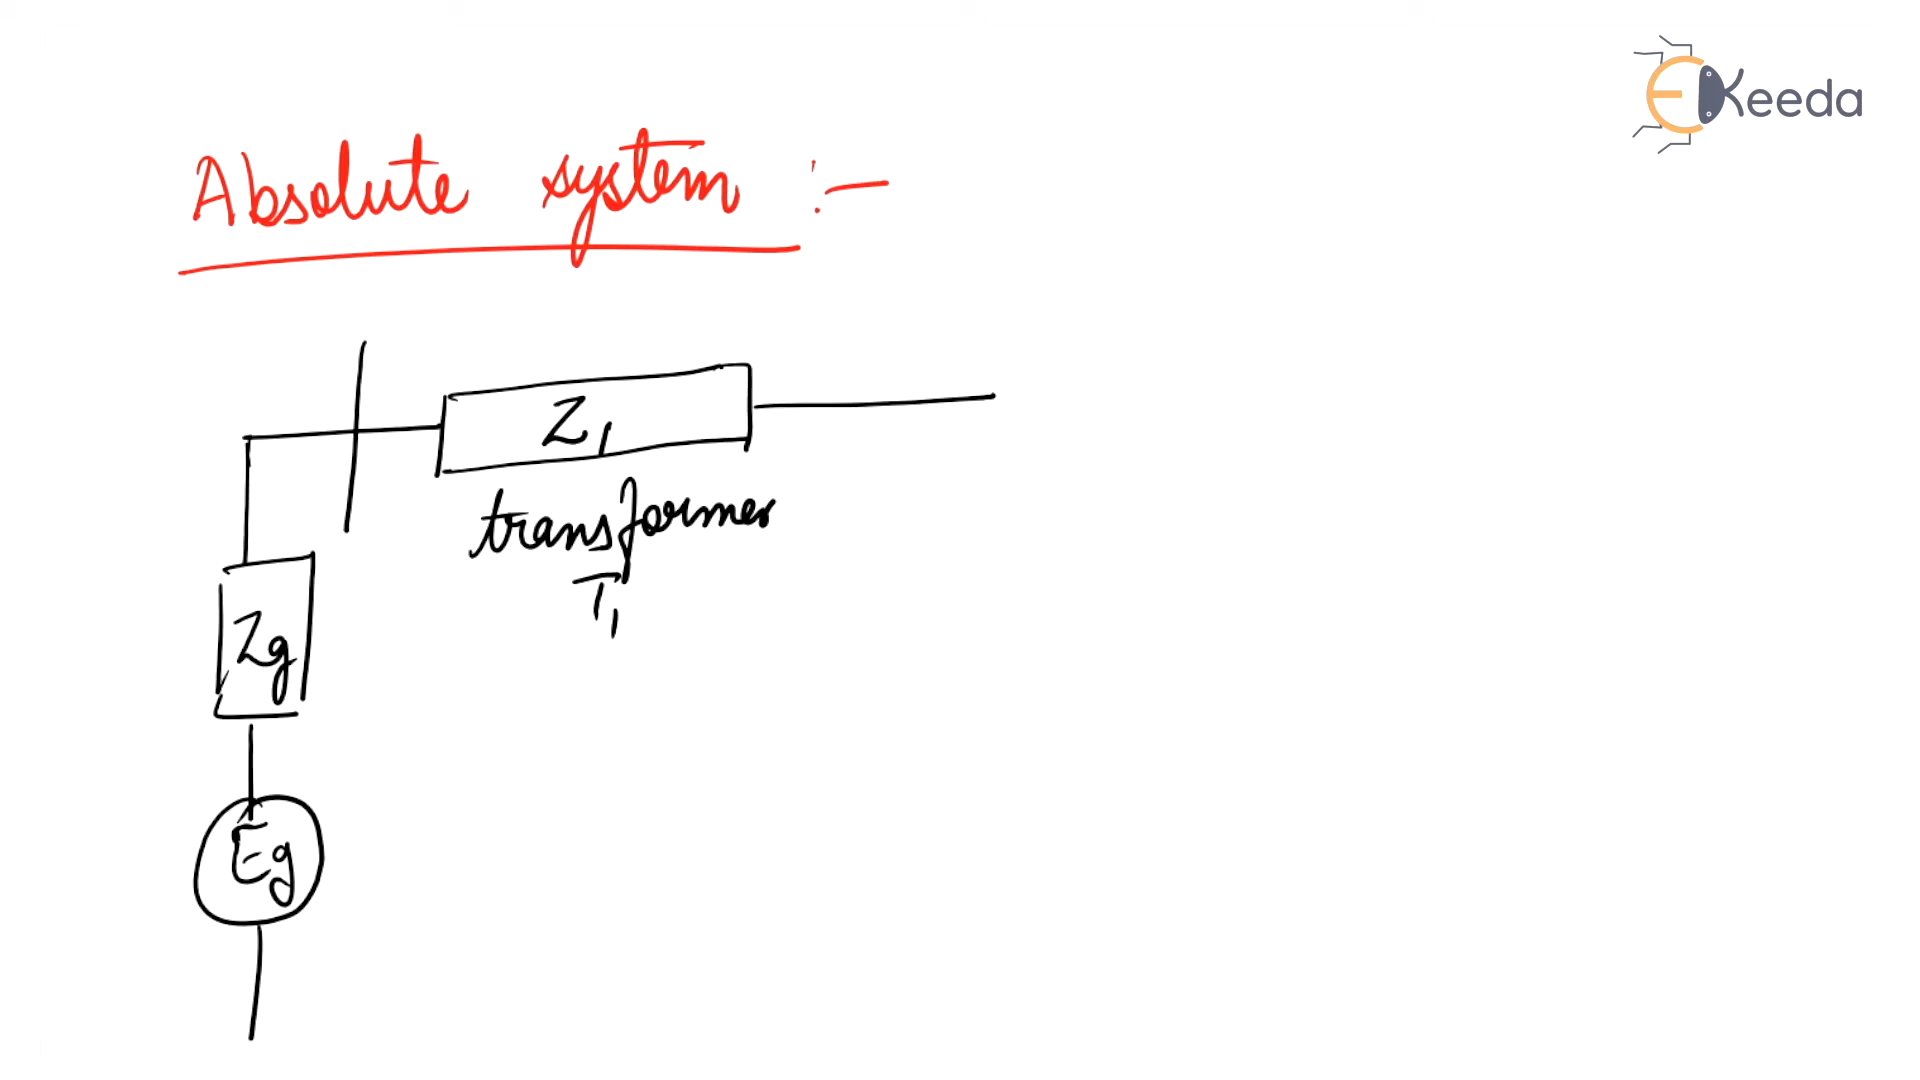 EKeeda
Absolute system :-
Z1
transformer
T1
Zg
Eg